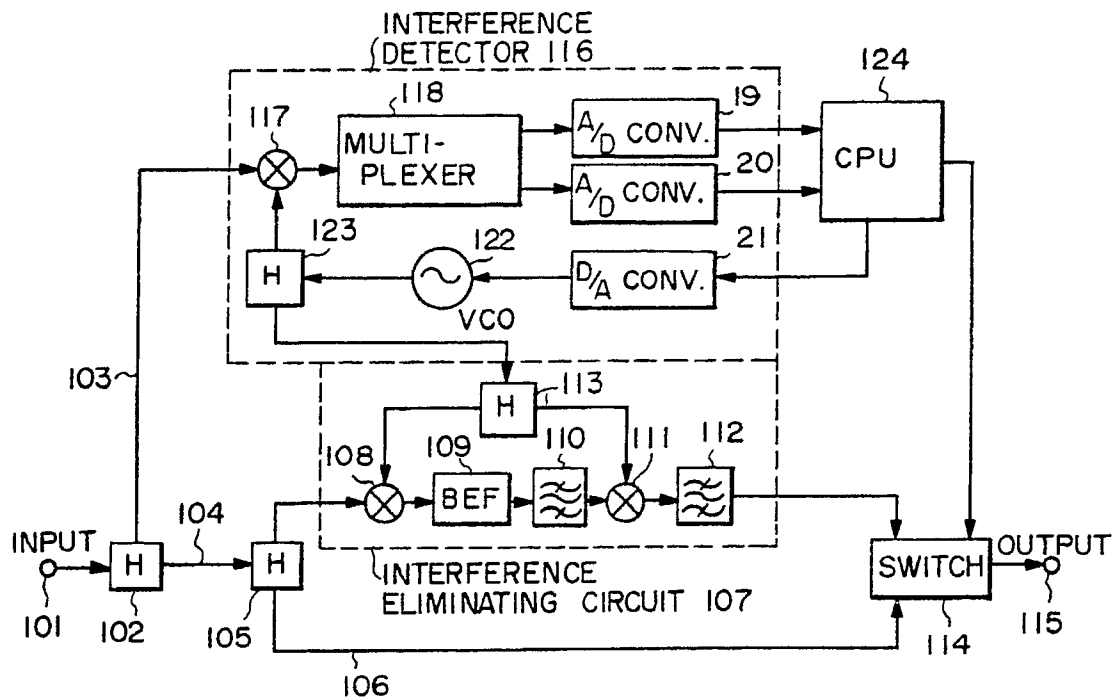 INTERFERENCE
DETECTOR 116
117
118
MULTI-
PLEXER
19
A/D CONV.
20
A/D CONV.
124
CPU
123
H
122
VCO
21
D/A CONV.
103
H
113
108
109
BEF
110
111
112
INPUT
104
H
H
101
102
105
INTERFERENCE
ELIMINATING CIRCUIT 107
SWITCH
OUTPUT
114
115
106